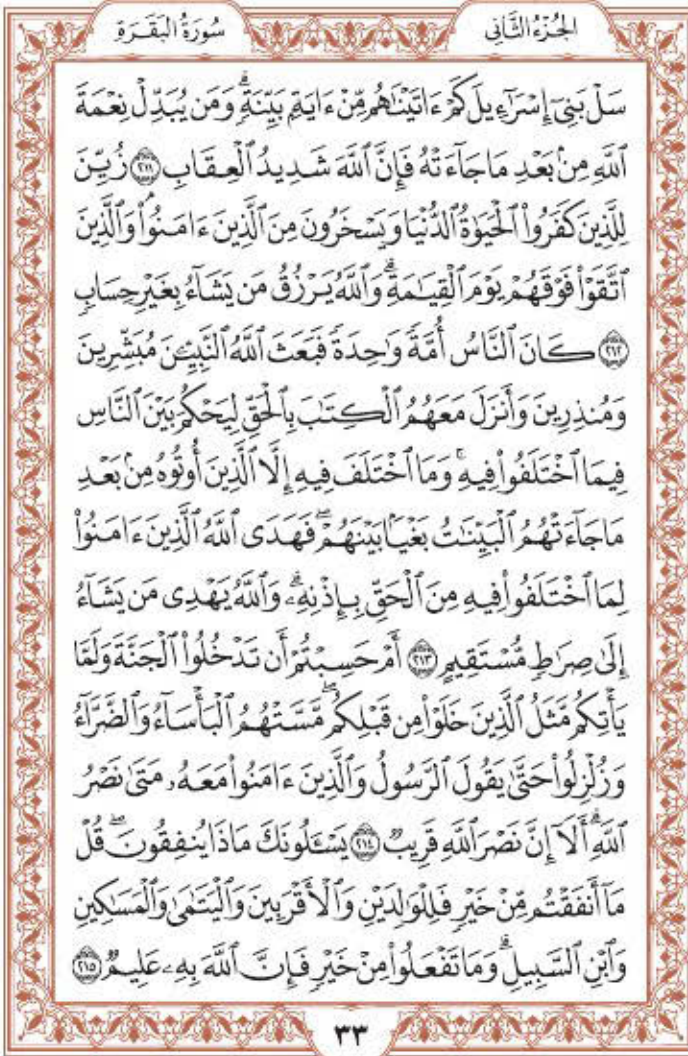 سُورَةُ البَقَرَةِ
الجُزْءُ الثَّانِي
سَلْ بَنِىٓ إِسْرَٰٓءِيلَ كَمْ ءَاتَيْنَٰهُم مِّنْ ءَايَةٍۭ بَيِّنَةٍۗ وَمَن يُبَدِّلْ نِعْمَةَ
ٱللَّهِ مِنۢ بَعْدِ مَا جَآءَتْهُ فَإِنَّ ٱللَّهَ شَدِيدُ ٱلْعِقَابِ ٢١١ زُيِّنَ
لِلَّذِينَ كَفَرُوا۟ ٱلْحَيَوٰةُ ٱلدُّنْيَا وَيَسْخَرُونَ مِنَ ٱلَّذِينَ ءَامَنُوا۟ۘ وَٱلَّذِينَ
ٱتَّقَوْا۟ فَوْقَهُمْ يَوْمَ ٱلْقِيَٰمَةِۗ وَٱللَّهُ يَرْزُقُ مَن يَشَآءُ بِغَيْرِ حِسَابٍ
٢١٢ كَانَ ٱلنَّاسُ أُمَّةً وَٰحِدَةً فَبَعَثَ ٱللَّهُ ٱلنَّبِيِّـۧنَ مُبَشِّرِينَ
وَمُنذِرِينَ وَأَنزَلَ مَعَهُمُ ٱلْكِتَٰبَ بِٱلْحَقِّ لِيَحْكُمَ بَيْنَ ٱلنَّاسِ
فِيمَا ٱخْتَلَفُوا۟ فِيهِۚ وَمَا ٱخْتَلَفَ فِيهِ إِلَّا ٱلَّذِينَ أُوتُوهُ مِنۢ بَعْدِ
مَا جَآءَتْهُمُ ٱلْبَيِّنَٰتُ بَغْيًۢا بَيْنَهُمْۖ فَهَدَى ٱللَّهُ ٱلَّذِينَ ءَامَنُوا۟
لِمَا ٱخْتَلَفُوا۟ فِيهِ مِنَ ٱلْحَقِّ بِإِذْنِهِۦۗ وَٱللَّهُ يَهْدِى مَن يَشَآءُ
إِلَىٰ صِرَٰطٍ مُّسْتَقِيمٍ ٢١٣ أَمْ حَسِبْتُمْ أَن تَدْخُلُوا۟ ٱلْجَنَّةَ وَلَمَّا
يَأْتِكُم مَّثَلُ ٱلَّذِينَ خَلَوْا۟ مِن قَبْلِكُمۖ مَّسَّتْهُمُ ٱلْبَأْسَآءُ وَٱلضَّرَّآءُ
وَزُلْزِلُوا۟ حَتَّىٰ يَقُولَ ٱلرَّسُولُ وَٱلَّذِينَ ءَامَنُوا۟ مَعَهُۥ مَتَىٰ نَصْرُ
ٱللَّهِۗ أَلَآ إِنَّ نَصْرَ ٱللَّهِ قَرِيبٌ ٢١٤ يَسْـَٔلُونَكَ مَاذَا يُنفِقُونَۖ قُلْ
مَآ أَنفَقْتُم مِّنْ خَيْرٍ فَلِلْوَٰلِدَيْنِ وَٱلْأَقْرَبِينَ وَٱلْيَتَٰمَىٰ وَٱلْمَسَٰكِينِ
وَٱبْنِ ٱلسَّبِيلِۗ وَمَا تَفْعَلُوا۟ مِنْ خَيْرٍ فَإِنَّ ٱللَّهَ بِهِۦ عَلِيمٌ ٢١٥
٣٣